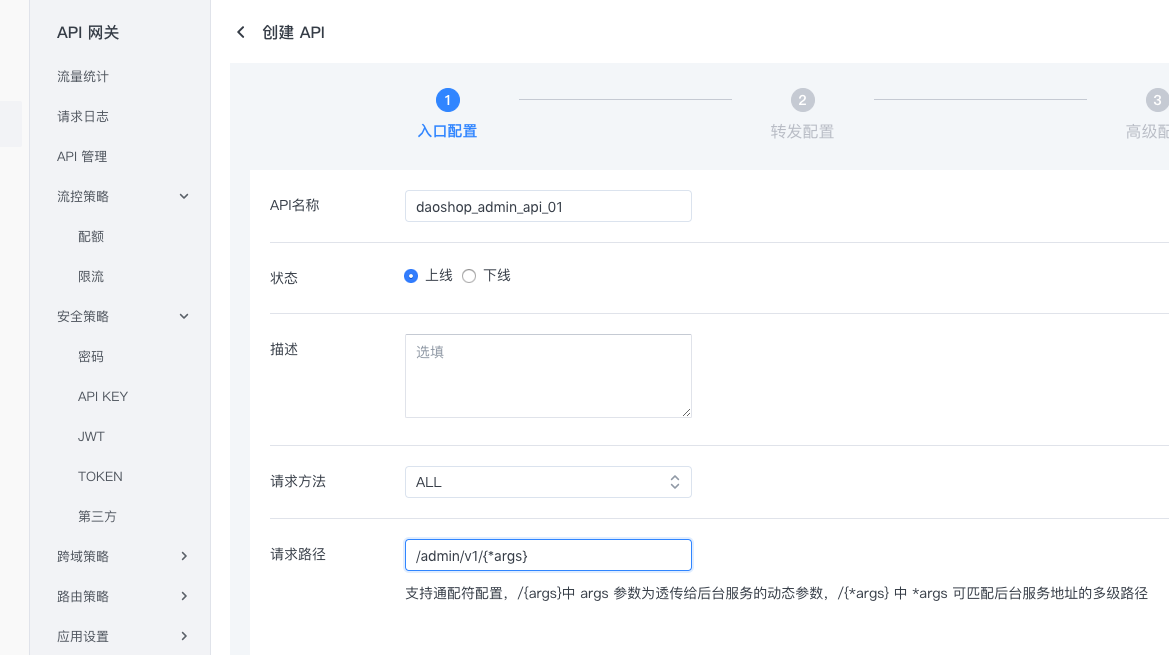 API 网关
流量统计
请求日志
API 管理
流控策略
配额
限流
安全策略
密码
API KEY
JWT
TOKEN
第三方
跨域策略
路由策略
应用设置
创建 API
1
入口配置
2
转发配置
3
高级配
API名称
daoshop_admin_api_01
状态
上线 下线
描述
选填
请求方法
ALL
请求路径
/admin/v1/{*args}
支持通配符配置，/{args}中 args 参数为透传给后台服务的动态参数，/{*args} 中 *args 可匹配后台服务地址的多级路径